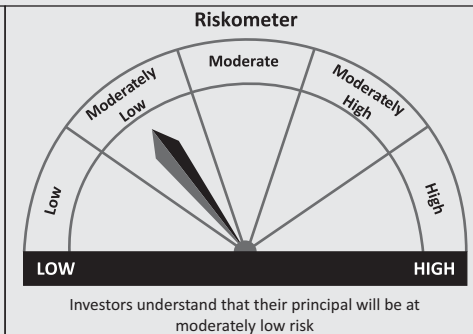 Riskometer
Low
Moderately
Low
Moderate
Moderately
High
High
LOW
HIGH
Investors understand that their principal will be at
moderately low risk